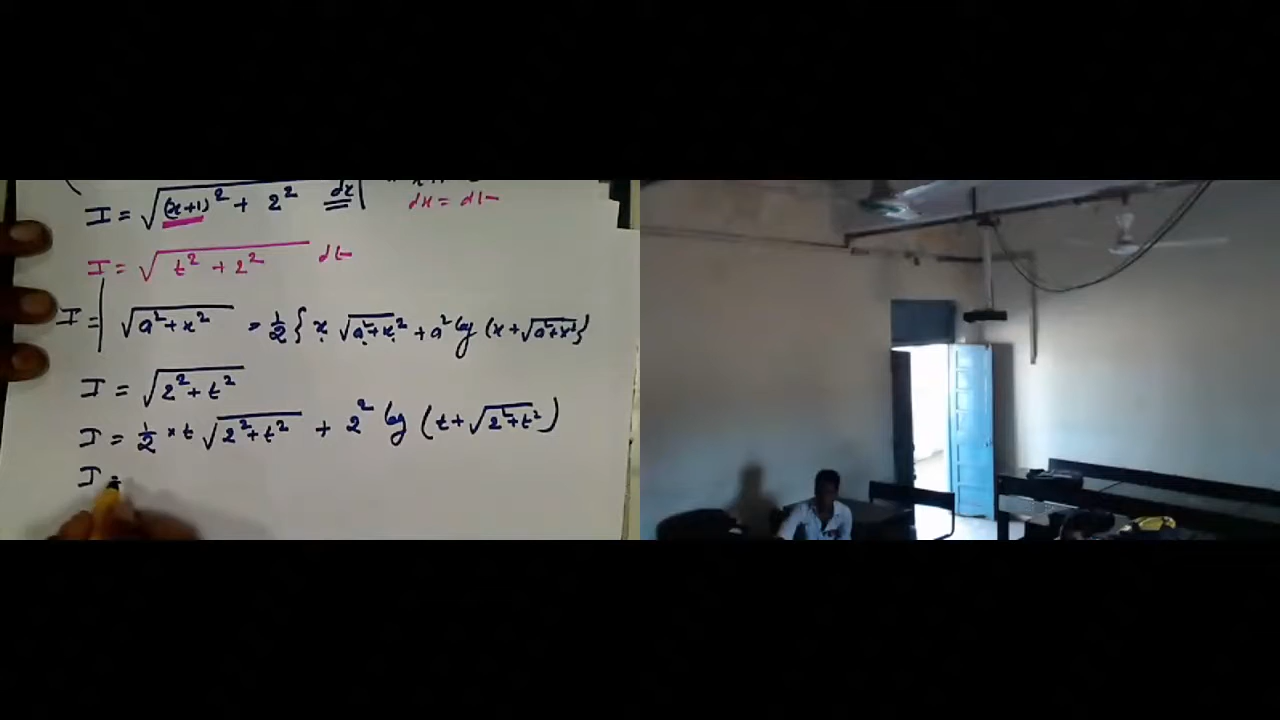 I = √(x+1)² + 2² dx
dx = dt
I = √t² + 2² dt
I = √a²+x² = 1/2 { x √a²+x² + a² log (x + √a²+x² }
I = √2²+t²
I = 1/2 × t √2²+t² + 2² log (t + √2²+t²)
I =